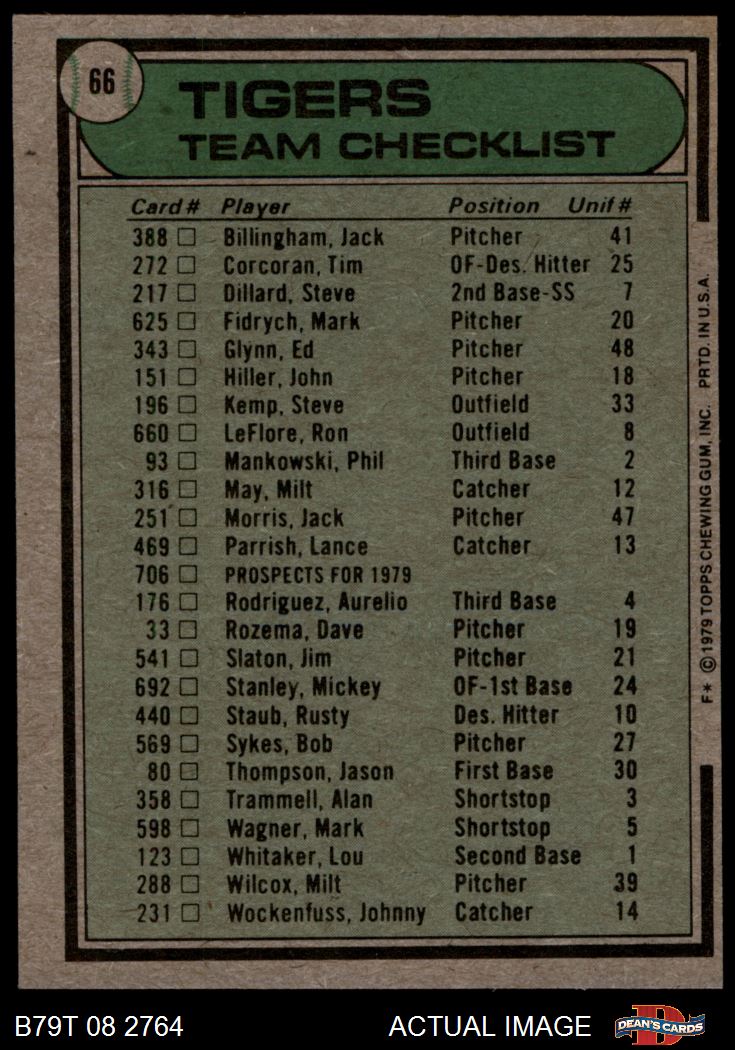 66
TIGERS
TEAM CHECKLIST
Card # Player Position Unif #
388 Billingham, Jack Pitcher 41
272 Corcoran, Tim OF-Des. Hitter 25
217 Dillard, Steve 2nd Base-SS 7
625 Fidrych, Mark Pitcher 20
343 Glynn, Ed Pitcher 48
151 Hiller, John Pitcher 18
196 Kemp, Steve Outfield 33
660 LeFlore, Ron Outfield 8
93 Mankowski, Phil Third Base 2
316 May, Milt Catcher 12
251 Morris, Jack Pitcher 47
469 Parrish, Lance Catcher 13
706 PROSPECTS FOR 1979
176 Rodriguez, Aurelio Third Base 4
33 Rozema, Dave Pitcher 19
541 Slaton, Jim Pitcher 21
692 Stanley, Mickey OF-1st Base 24
440 Staub, Rusty Des. Hitter 10
569 Sykes, Bob Pitcher 27
80 Thompson, Jason First Base 30
358 Trammell, Alan Shortstop 3
598 Wagner, Mark Shortstop 5
123 Whitaker, Lou Second Base 1
288 Wilcox, Milt Pitcher 39
231 Wockenfuss, Johnny Catcher 14
F* © 1979 TOPPS CHEWING GUM, INC. PRTD. IN U.S.A.
B79T 08 2764 ACTUAL IMAGE
D
DEAN'S CARDS